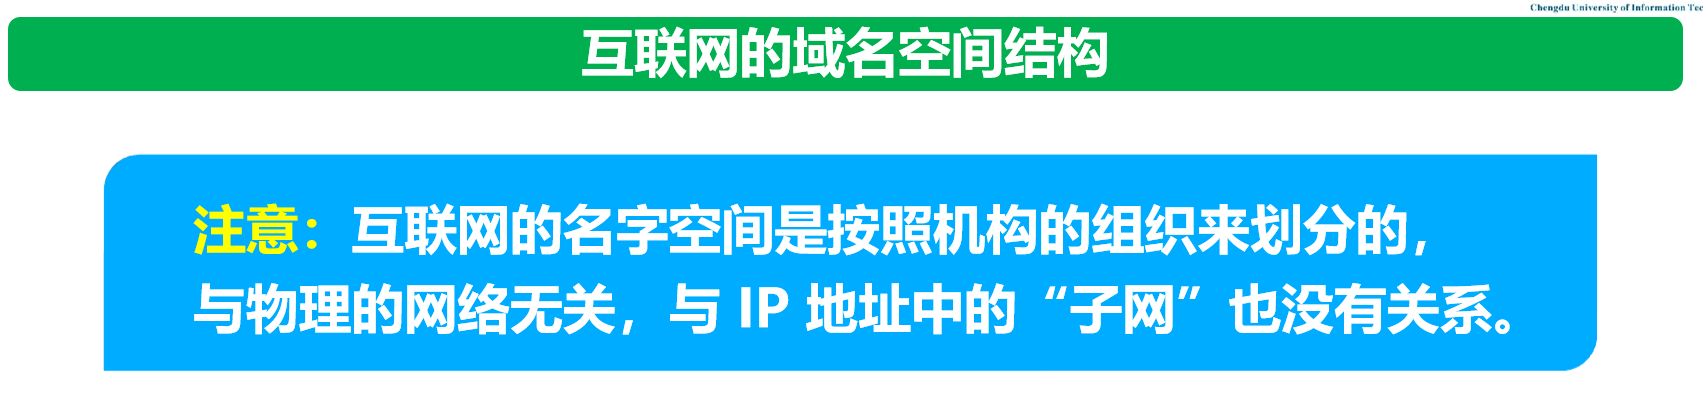 Chengdu University of Information
互联网的域名空间结构
注意：互联网的名字空间是按照机构的组织来划分的，
与物理的网络无关，与 IP 地址中的“子网”也没有关系。